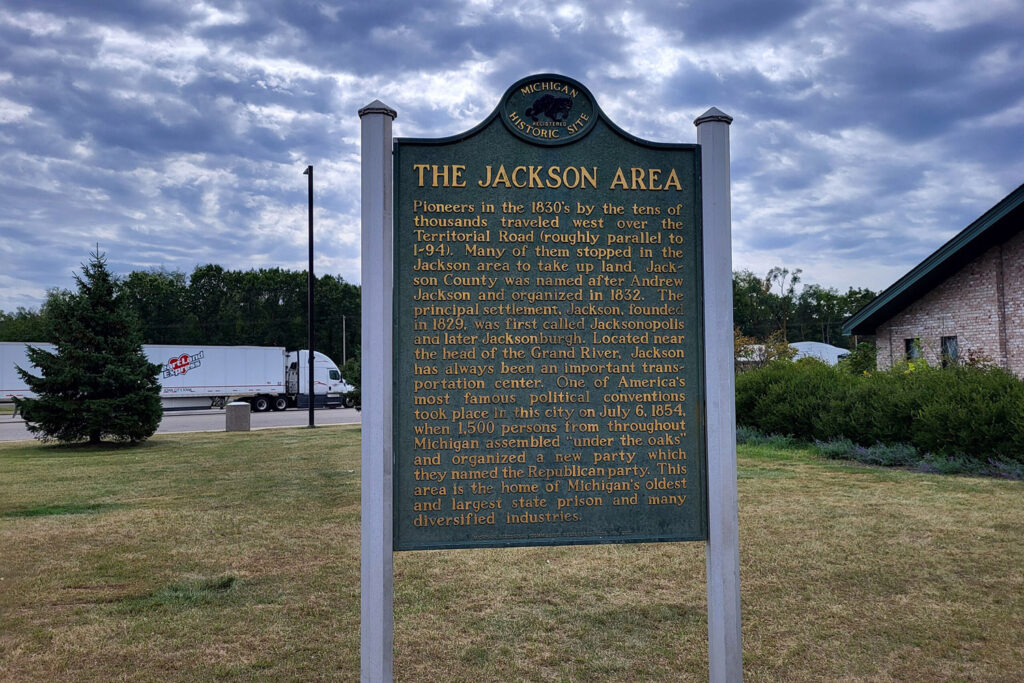 MICHIGAN
REGISTERED
HISTORIC SITE
THE JACKSON AREA
Pioneers in the 1830's by the tens of
thousands traveled west over the
Territorial Road (roughly parallel to
I-94). Many of them stopped in the
Jackson area to take up land. Jack-
son County was named after Andrew
Jackson and organized in 1832. The
principal settlement, Jackson, founded
in 1829, was first called Jacksonopolis
and later Jacksonburgh. Located near
the head of the Grand River, Jackson
has always been an important trans-
portation center. One of America's
most famous political conventions
took place in this city on July 6, 1854,
when 1,500 persons from throughout
Michigan assembled "under the oaks"
and organized a new party which
they named the Republican party. This
area is the home of Michigan's oldest
and largest state prison and many
diversified industries.
Express